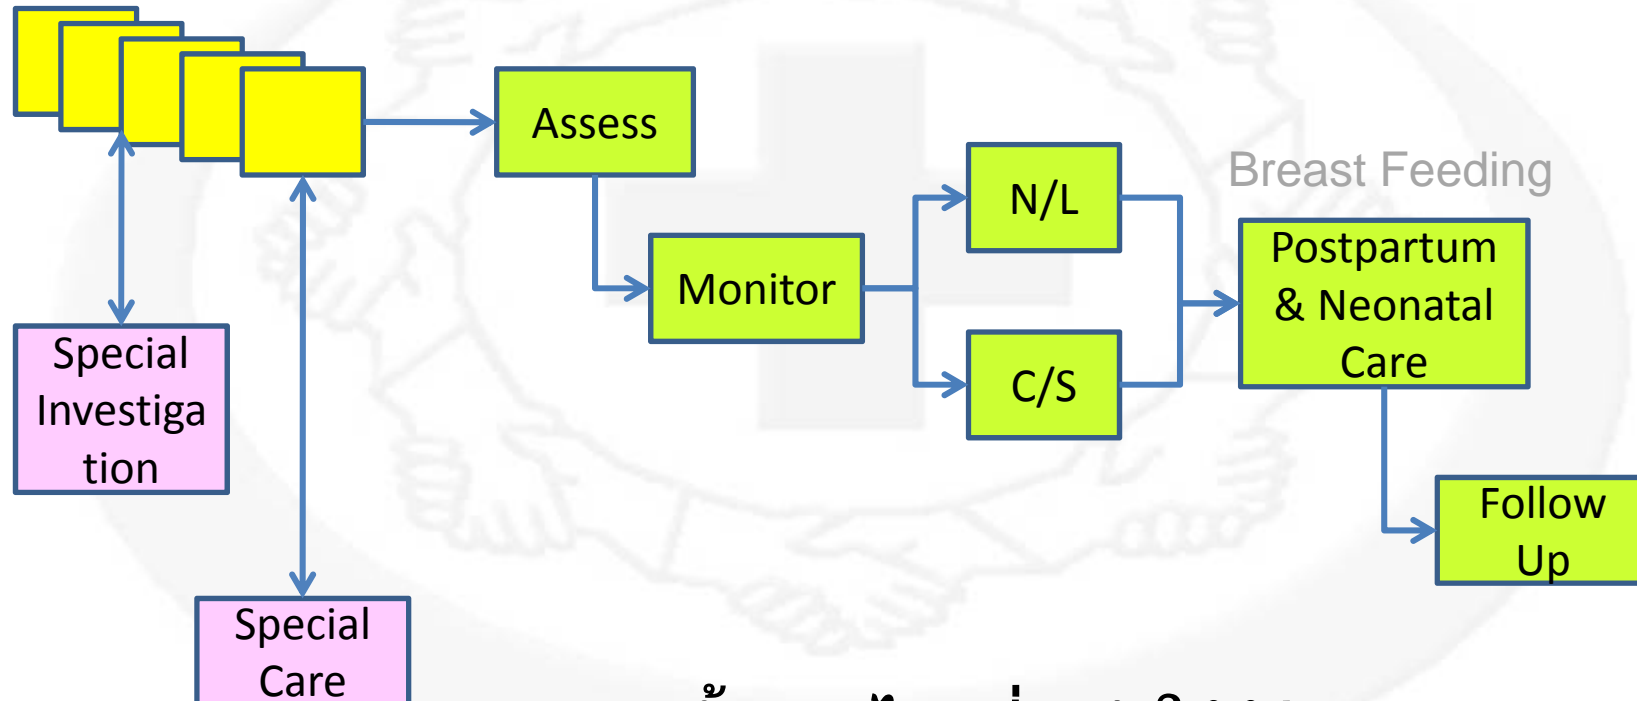 Assess
Breast Feeding
N/L
Monitor
Postpartum
& Neonatal
Care
C/S
Special
Investiga
tion
Follow
Up
Special
Care